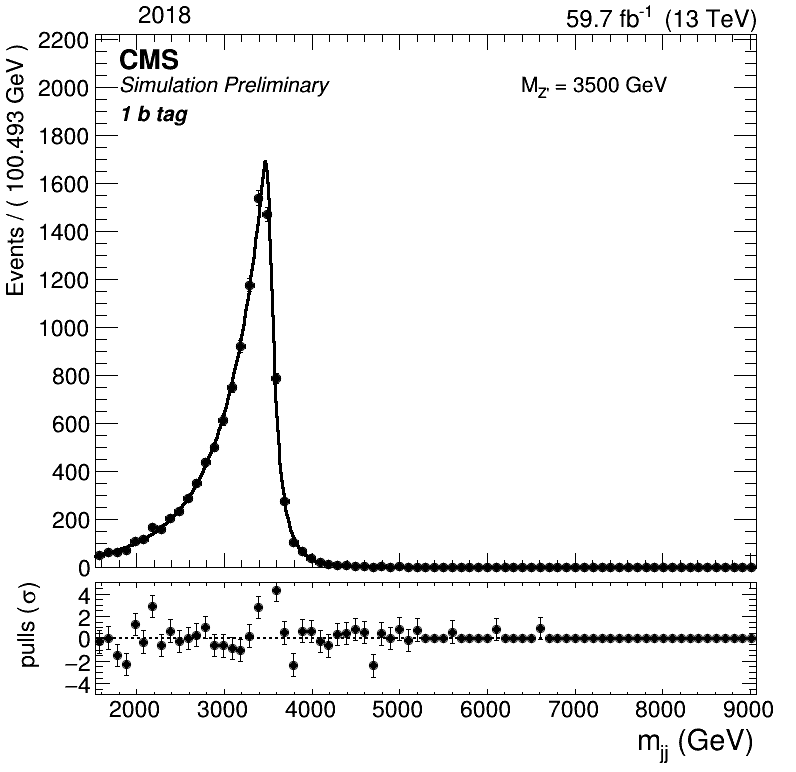 2018 59.7 fb⁻¹ (13 TeV)
CMS
Simulation Preliminary
1 b tag
M_Z' = 3500 GeV
Events / ( 100.493 GeV )
2200
2000
1800
1600
1400
1200
1000
800
600
400
200
0
pulls (σ)
4
2
0
−2
−4
2000 3000 4000 5000 6000 7000 8000 9000
m_jj (GeV)